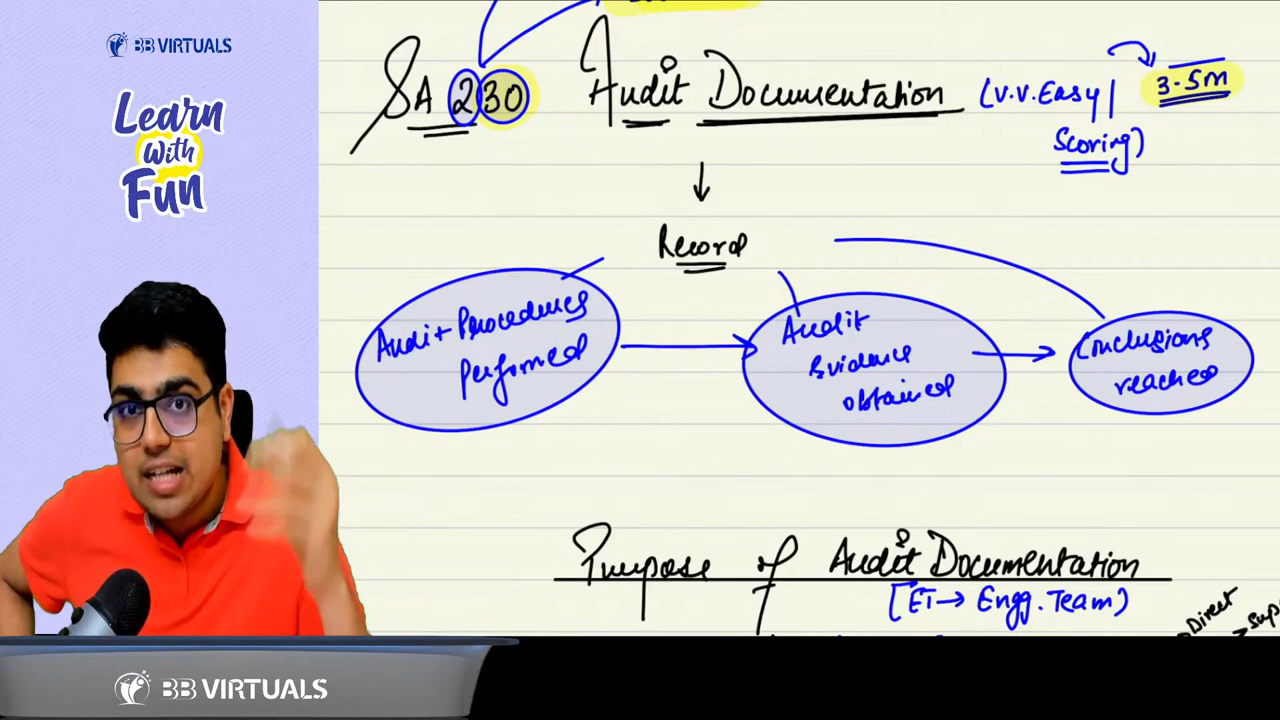 BB VIRTUALS
Learn
With
Fun
SA 230 Audit Documentation (V.V.Easy| 3-5m
Scoring)
Record
Audit Procedures
performed
Audit
Evidence
obtained
Conclusions
reached
Purpose of Audit Documentation
[ET→ Engg. Team)
Direct
BB VIRTUALS